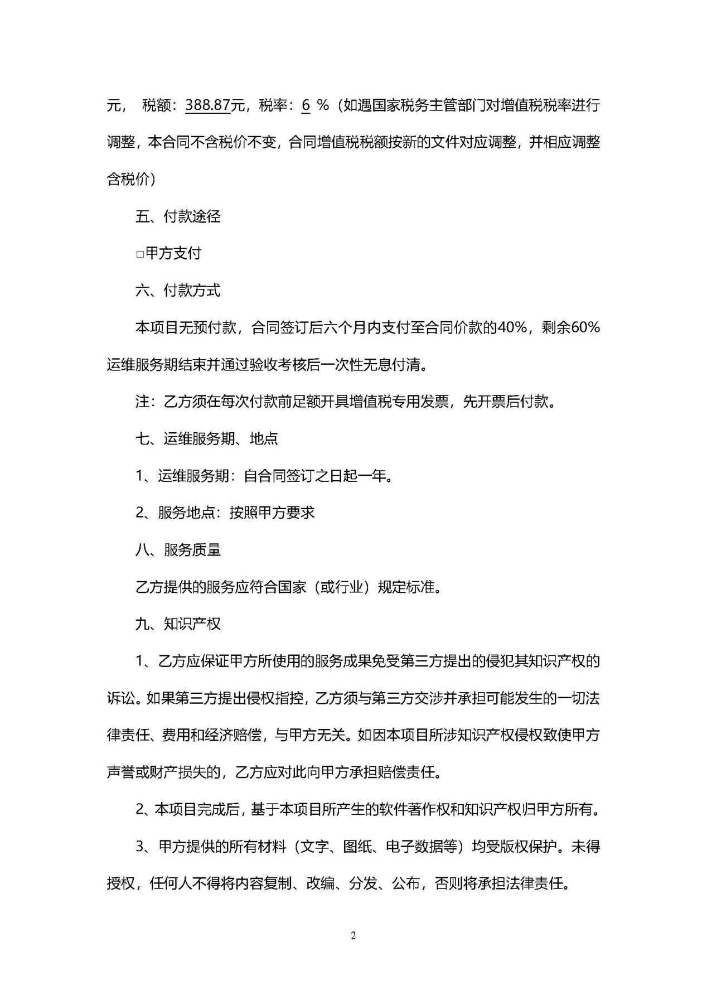 元， 税额：388.87元，税率：6 %（如遇国家税务主管部门对增值税税率进行
调整，本合同不含税价不变，合同增值税税额按新的文件对应调整，并相应调整
含税价）
五、付款途径
□甲方支付
六、付款方式
本项目无预付款，合同签订后六个月内支付至合同价款的40%，剩余60%
运维服务期结束并通过验收考核后一次性无息付清。
注：乙方须在每次付款前足额开具增值税专用发票，先开票后付款。
七、运维服务期、地点
1、运维服务期：自合同签订之日起一年。
2、服务地点：按照甲方要求
八、服务质量
乙方提供的服务应符合国家（或行业）规定标准。
九、知识产权
1、乙方应保证甲方所使用的服务成果免受第三方提出的侵犯其知识产权的
诉讼。如果第三方提出侵权指控，乙方须与第三方交涉并承担可能发生的一切法
律责任、费用和经济赔偿，与甲方无关。如因本项目所涉知识产权侵权致使甲方
声誉或财产损失的，乙方应对此向甲方承担赔偿责任。
2、本项目完成后，基于本项目所产生的软件著作权和知识产权归甲方所有。
3、甲方提供的所有材料（文字、图纸、电子数据等）均受版权保护。未得
授权，任何人不得将内容复制、改编、分发、公布，否则将承担法律责任。
2